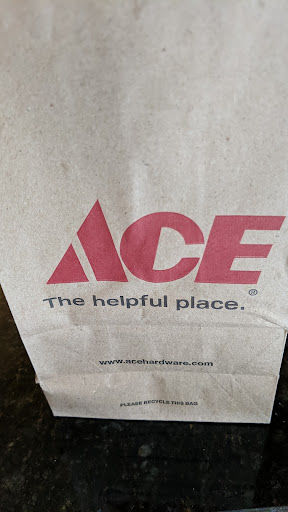 ACE
The helpful place.®
www.acehardware.com
PLEASE RECYCLE THIS BAG